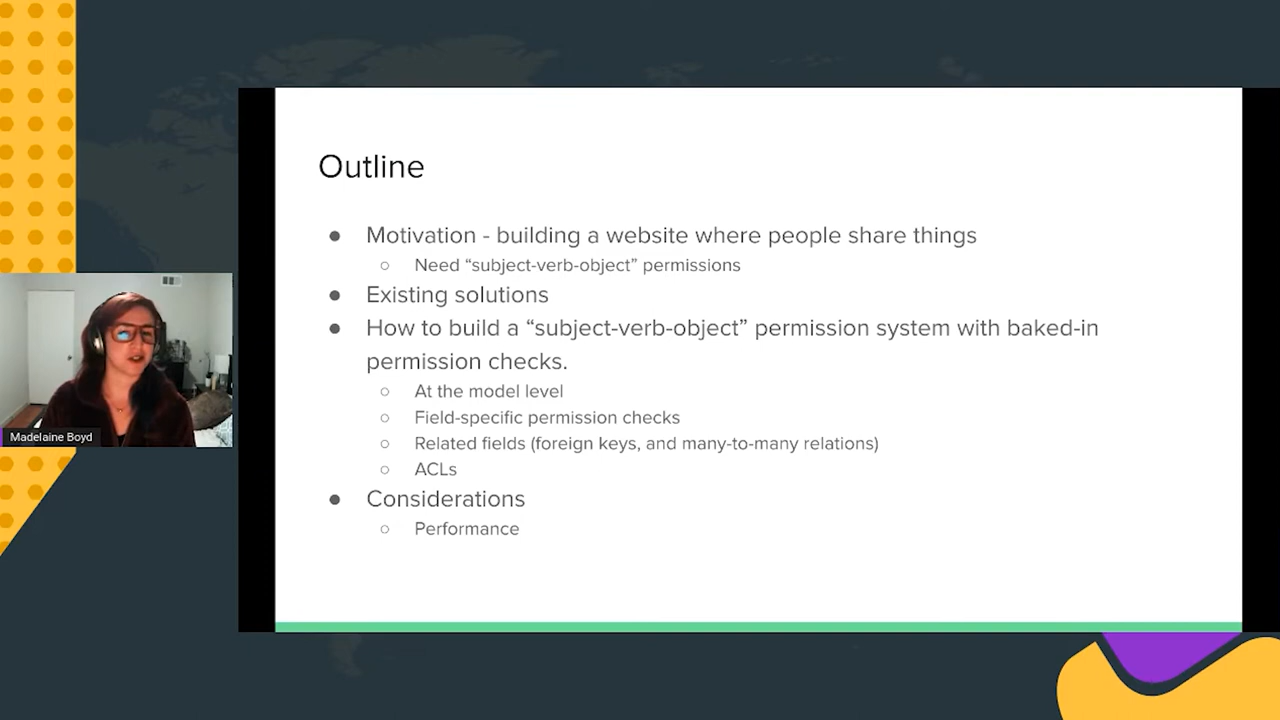 Outline
● Motivation - building a website where people share things
○ Need “subject-verb-object” permissions
● Existing solutions
● How to build a “subject-verb-object” permission system with baked-in
permission checks.
○ At the model level
○ Field-specific permission checks
○ Related fields (foreign keys, and many-to-many relations)
○ ACLs
● Considerations
○ Performance
Madelaine Boyd